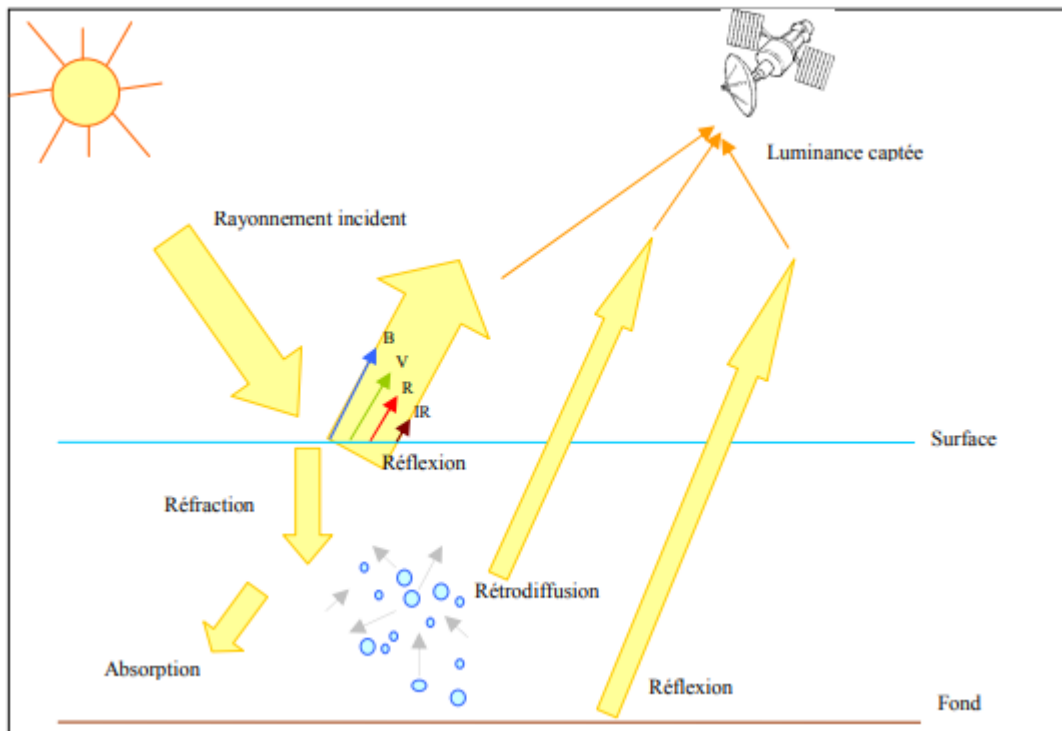 Luminance captée
Rayonnement incident
B
V
R
IR
Surface
Réflexion
Réfraction
Rétrodiffusion
Absorption
Réflexion
Fond